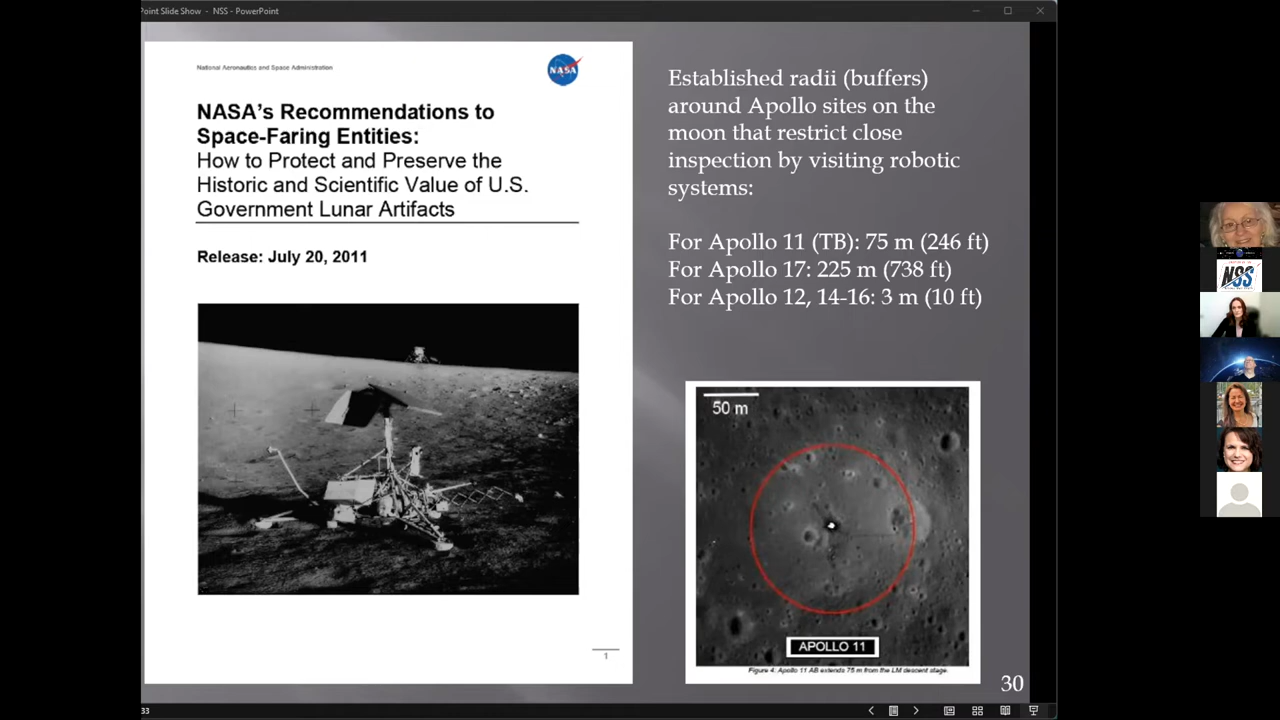 Point Slide Show - NSS - PowerPoint
National Aeronautics and Space Administration
NASA
NASA's Recommendations to
Space-Faring Entities:
How to Protect and Preserve the
Historic and Scientific Value of U.S.
Government Lunar Artifacts
Release: July 20, 2011
1
Established radii (buffers)
around Apollo sites on the
moon that restrict close
inspection by visiting robotic
systems:
For Apollo 11 (TB): 75 m (246 ft)
For Apollo 17: 225 m (738 ft)
For Apollo 12, 14-16: 3 m (10 ft)
50 m
APOLLO 11
Figure 4: Apollo 11 AB extends 75 m from the LM descent stage.
30
33
NSS